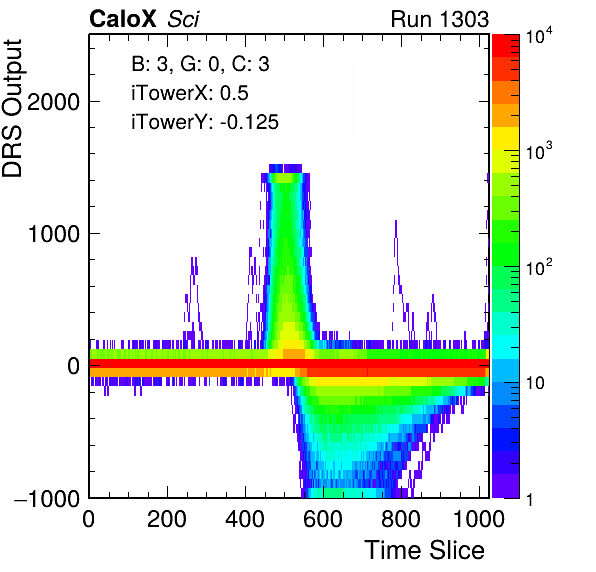 CaloX Sci Run 1303
B: 3, G: 0, C: 3
iTowerX: 0.5
iTowerY: -0.125
DRS Output
2000
1000
0
−1000
0 200 400 600 800 1000
Time Slice
10^4
10^3
10^2
10
1